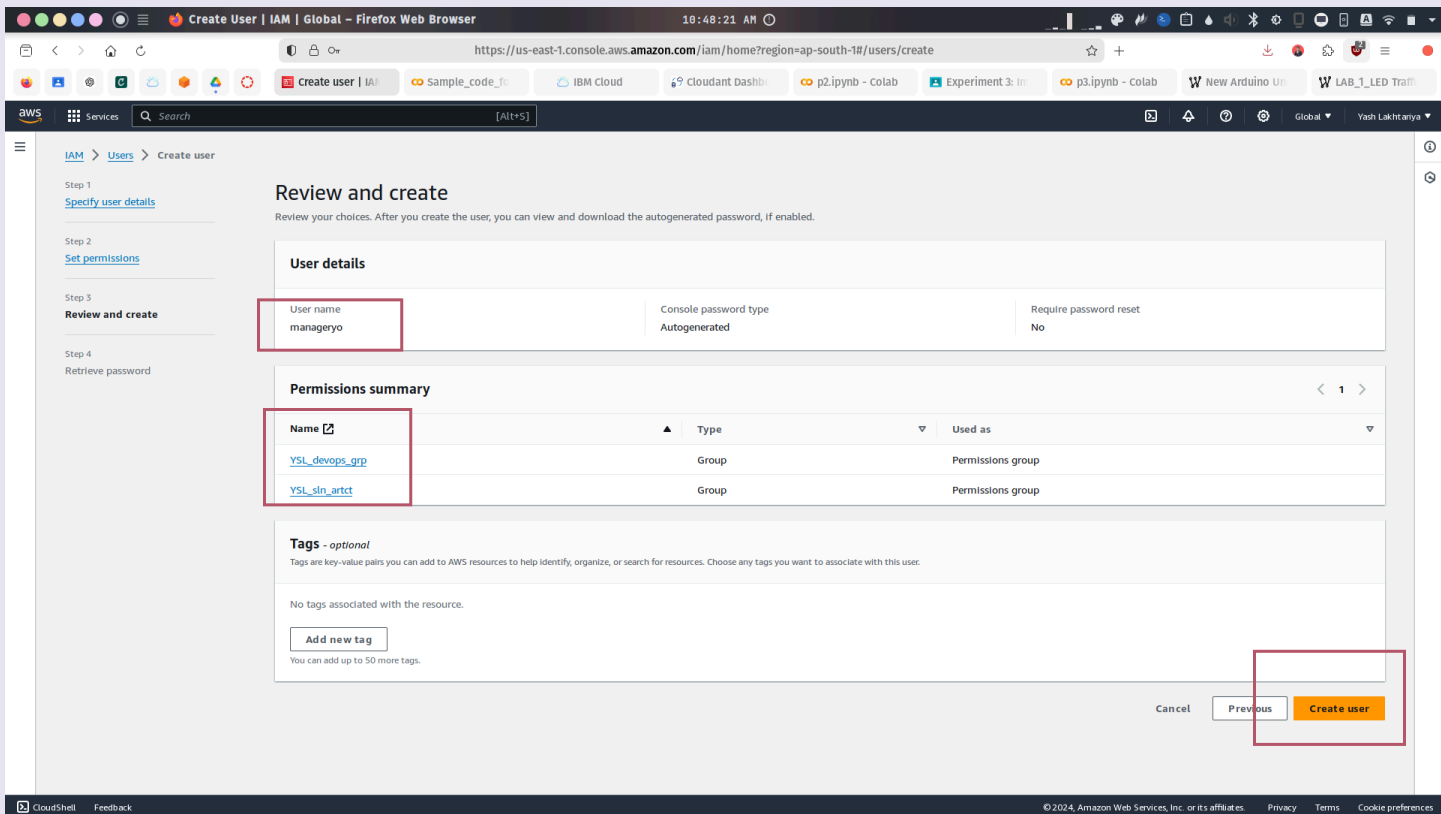 Create User | IAM | Global – Firefox Web Browser
10:48:21 AM
https://us-east-1.console.aws.amazon.com/iam/home?region=ap-south-1#/users/create
2
Create user | IAM
Sample_code_fo
IBM Cloud
Cloudant Dashb
p2.ipynb - Colab
Experiment 3: Im
p3.ipynb - Colab
New Arduino Un
LAB_1_LED Traffi
aws
Services
Search
[Alt+S]
Global
Yash Lakhtariya
IAM
Users
Create user
Step 1
Specify user details
Step 2
Set permissions
Step 3
Review and create
Step 4
Retrieve password
Review and create
Review your choices. After you create the user, you can view and download the autogenerated password, if enabled.
User details
User name
manageryo
Console password type
Autogenerated
Require password reset
No
Permissions summary
1
Name
Type
Used as
YSL_devops_grp
Group
Permissions group
YSL_sln_artct
Group
Permissions group
Tags - optional
Tags are key-value pairs you can add to AWS resources to help identify, organize, or search for resources. Choose any tags you want to associate with this user.
No tags associated with the resource.
Add new tag
You can add up to 50 more tags.
Cancel
Previous
Create user
CloudShell
Feedback
© 2024, Amazon Web Services, Inc. or its affiliates.
Privacy
Terms
Cookie preferences